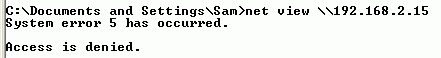 C:\Documents and Settings\Sam>net view \\192.168.2.15
System error 5 has occurred.
Access is denied.